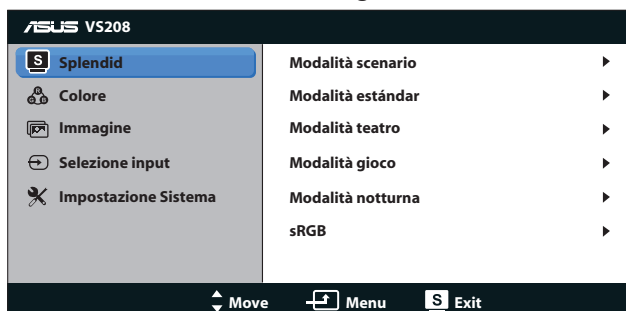 ASUS VS208
S Splendid
Colore
Immagine
Selezione input
Impostazione Sistema
Modalità scenario
Modalità estándar
Modalità teatro
Modalità gioco
Modalità notturna
sRGB
Move Menu S Exit